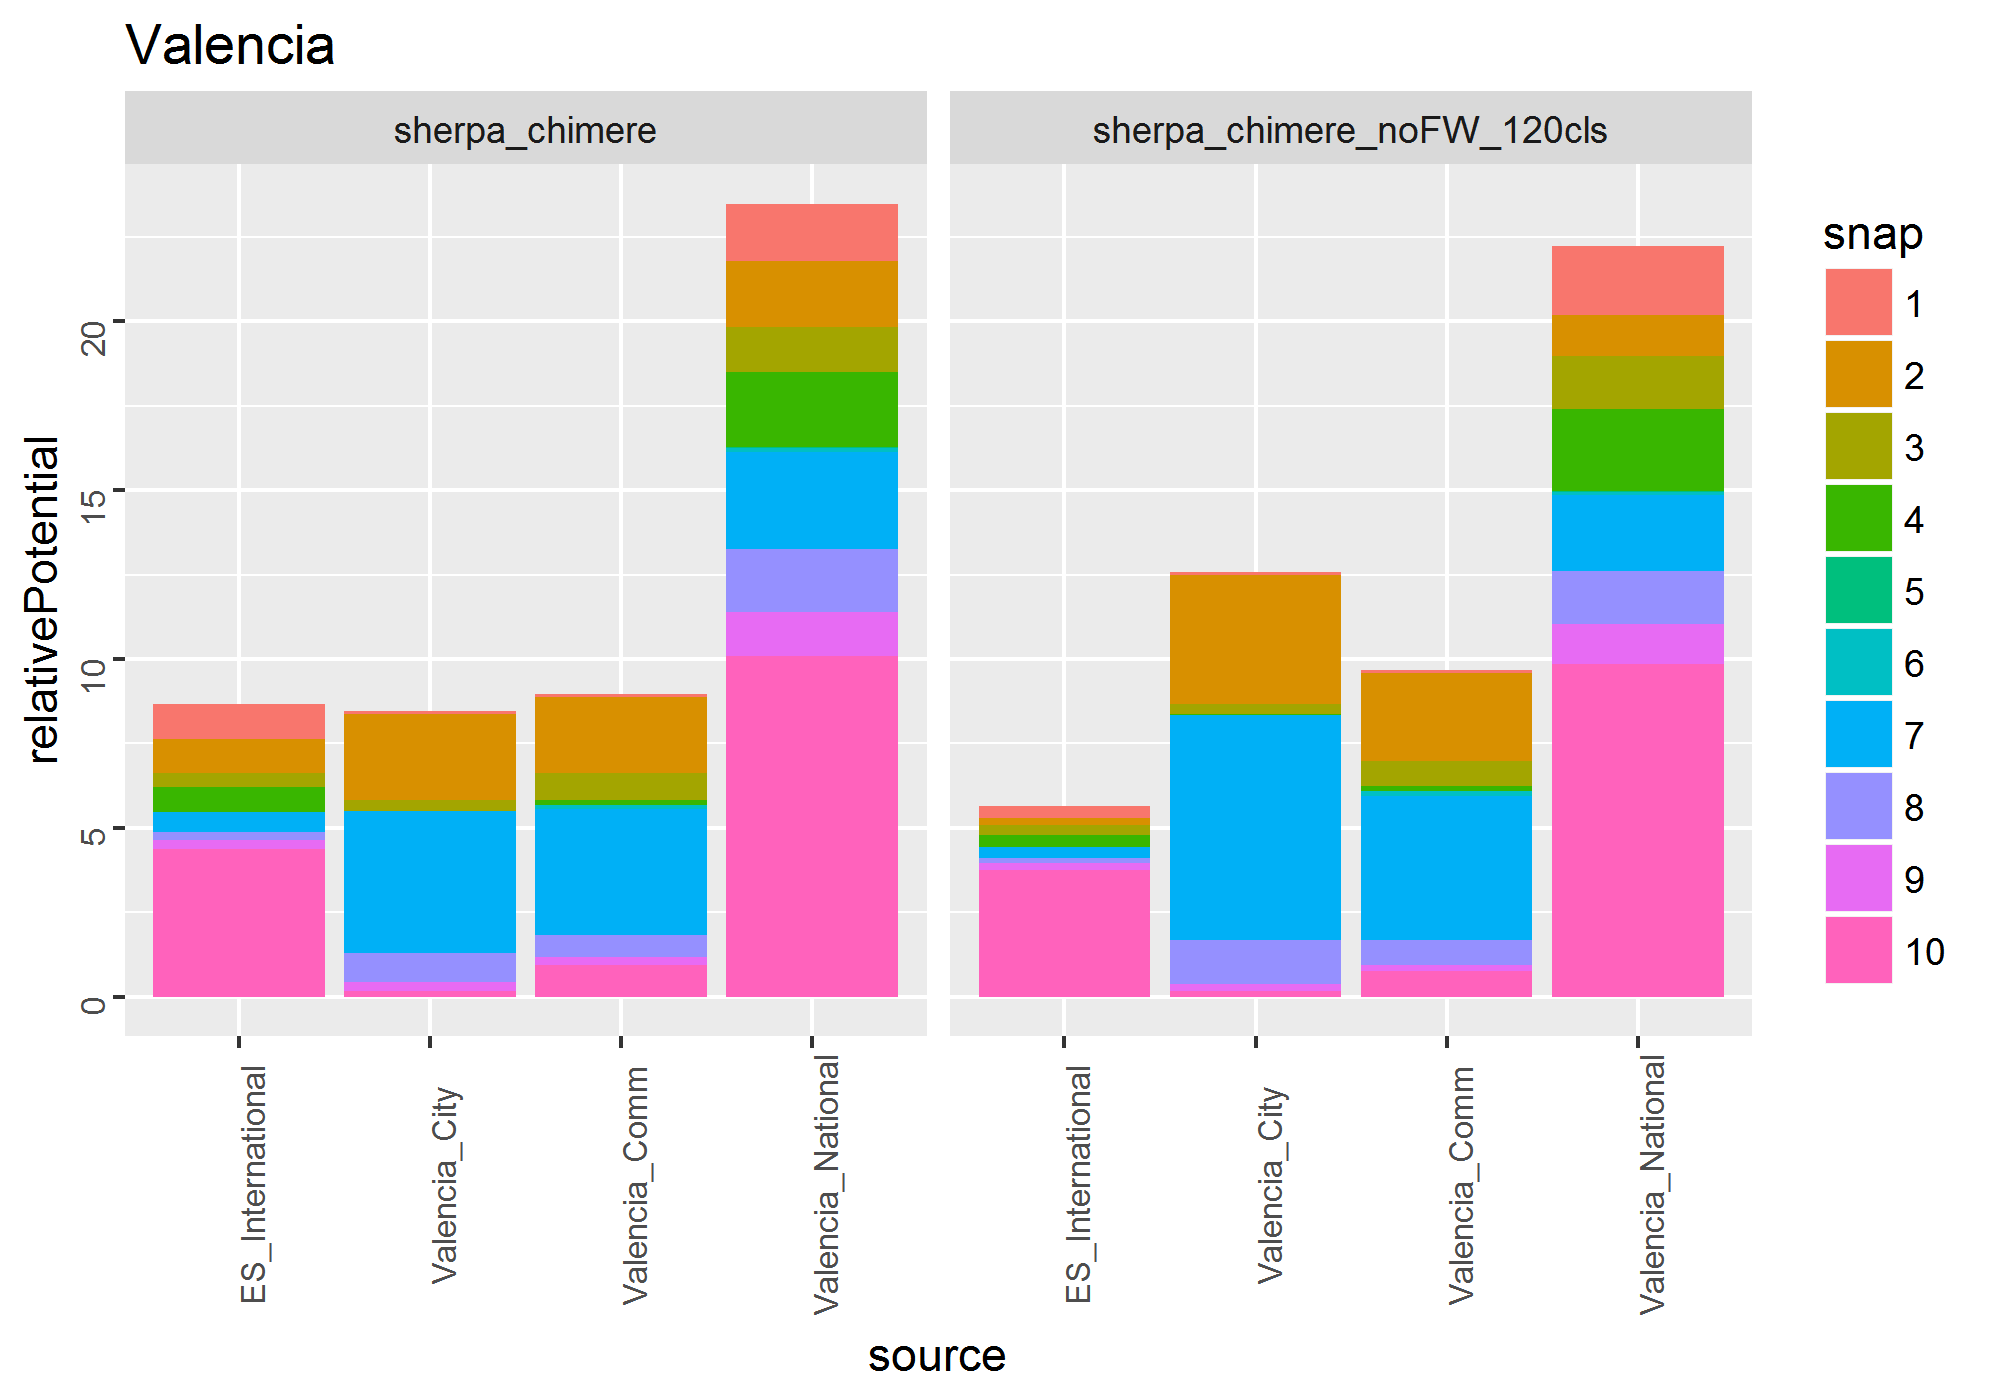 Valencia
sherpa_chimere
sherpa_chimere_noFW_120cls
relativePotential
20
15
10
5
0
ES_International
Valencia_City
Valencia_Comm
Valencia_National
ES_International
Valencia_City
Valencia_Comm
Valencia_National
source
snap
1
2
3
4
5
6
7
8
9
10